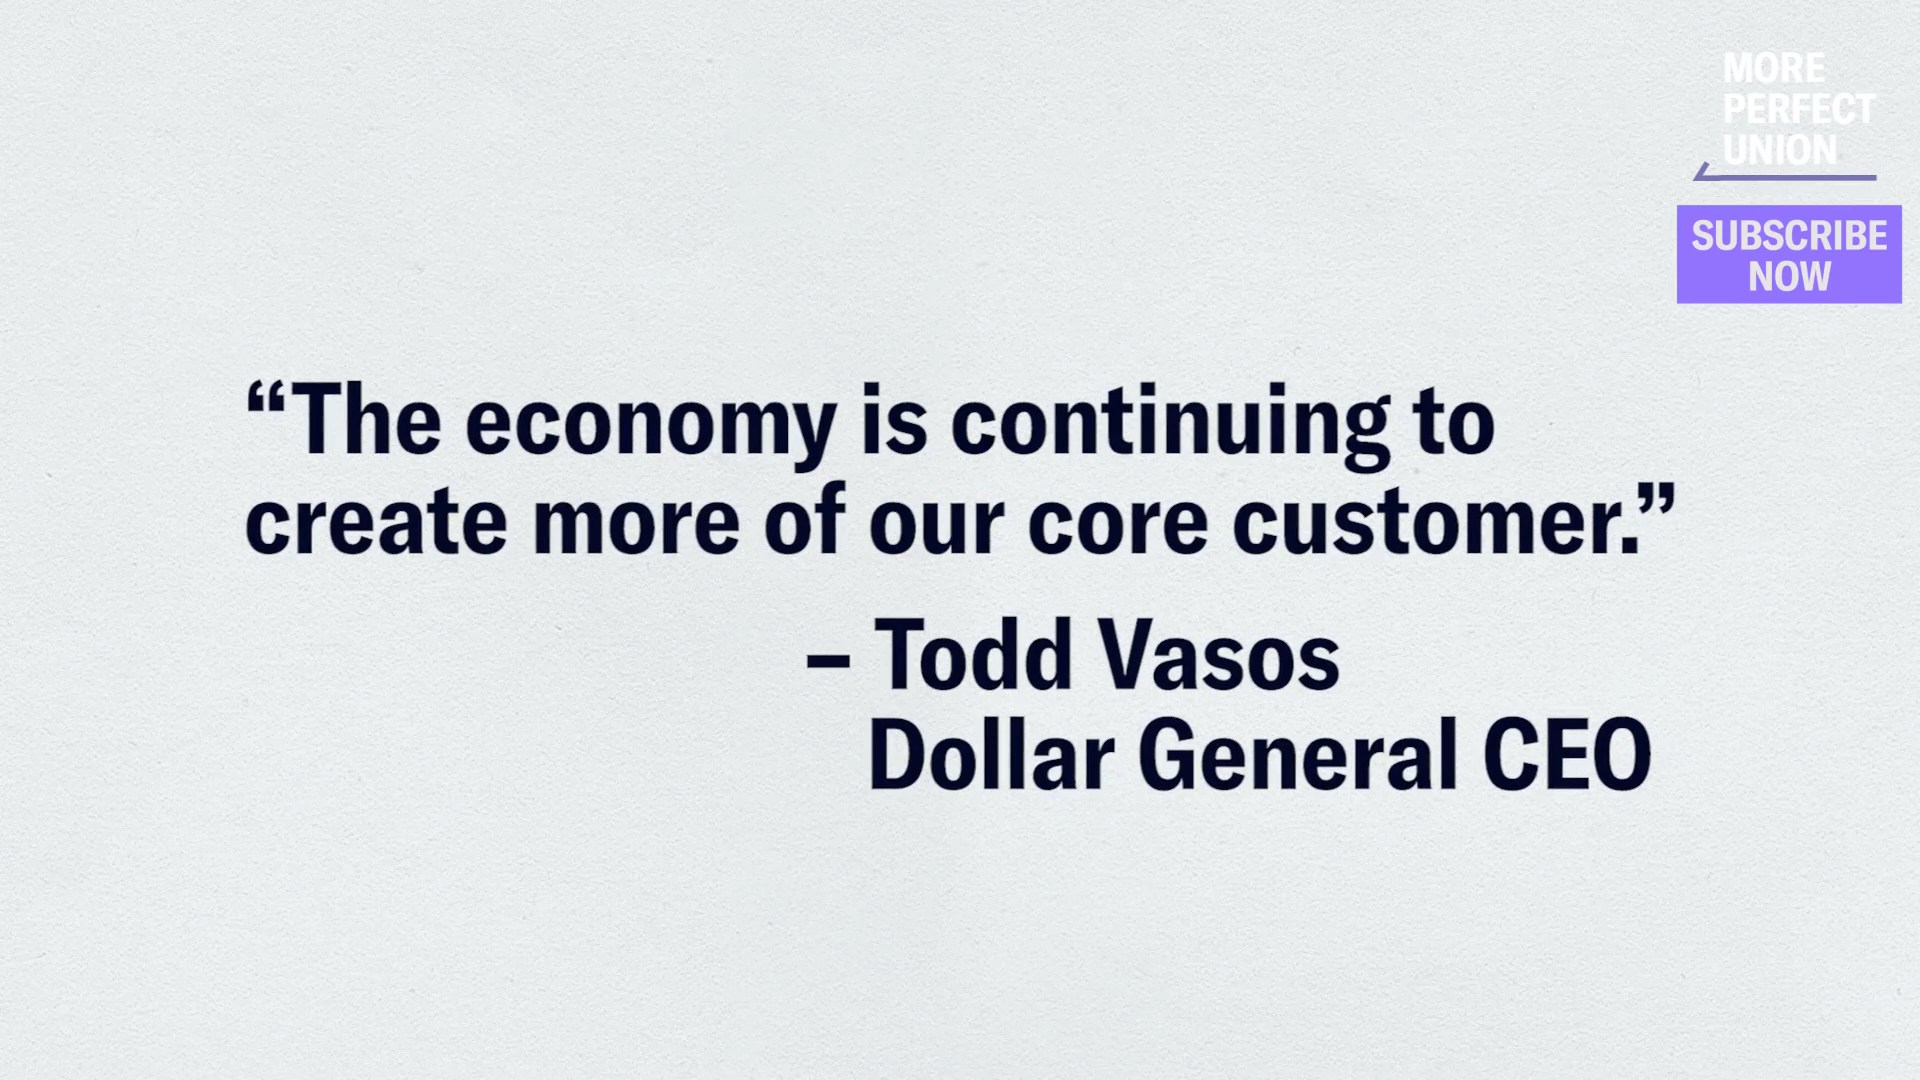 MORE
PERFECT
UNION
SUBSCRIBE
NOW
“The economy is continuing to
create more of our core customer.”
– Todd Vasos
Dollar General CEO